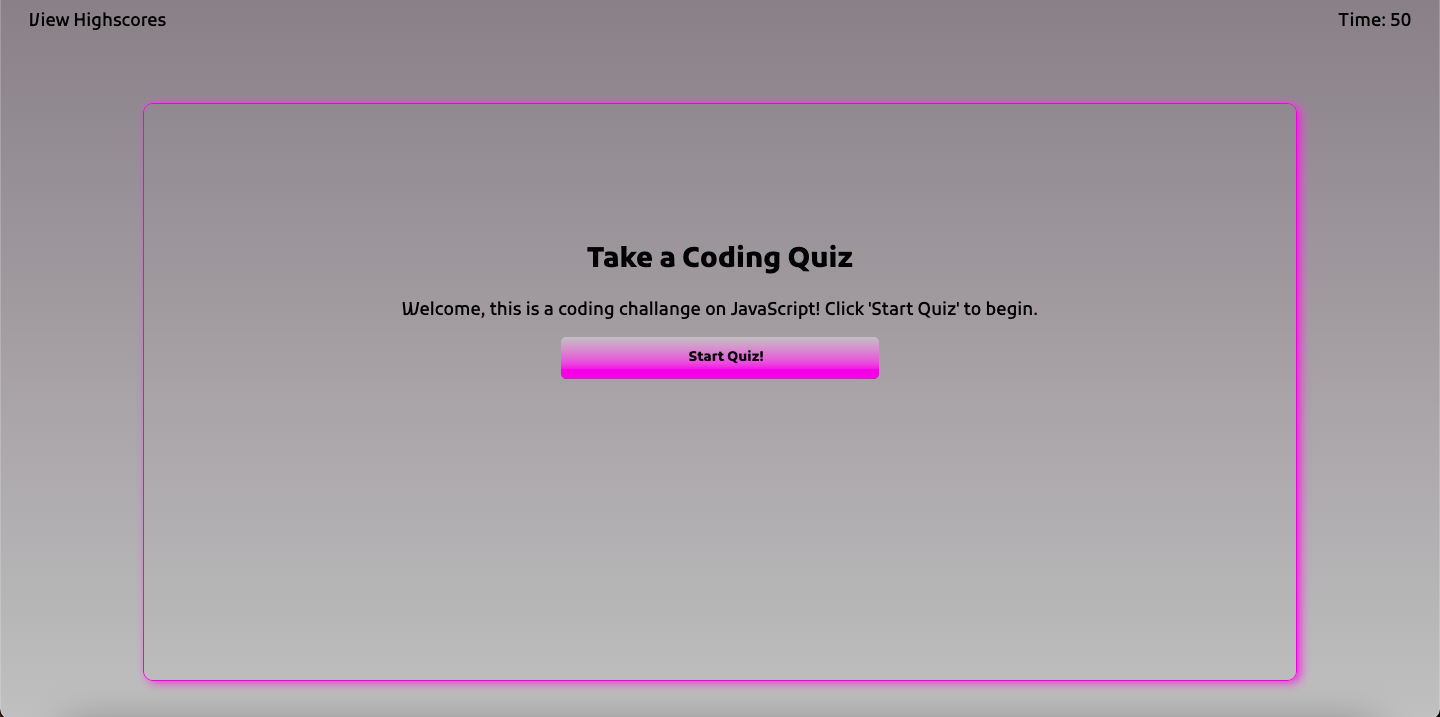 View Highscores
Time: 50
Take a Coding Quiz
Welcome, this is a coding challange on JavaScript! Click 'Start Quiz' to begin.
Start Quiz!